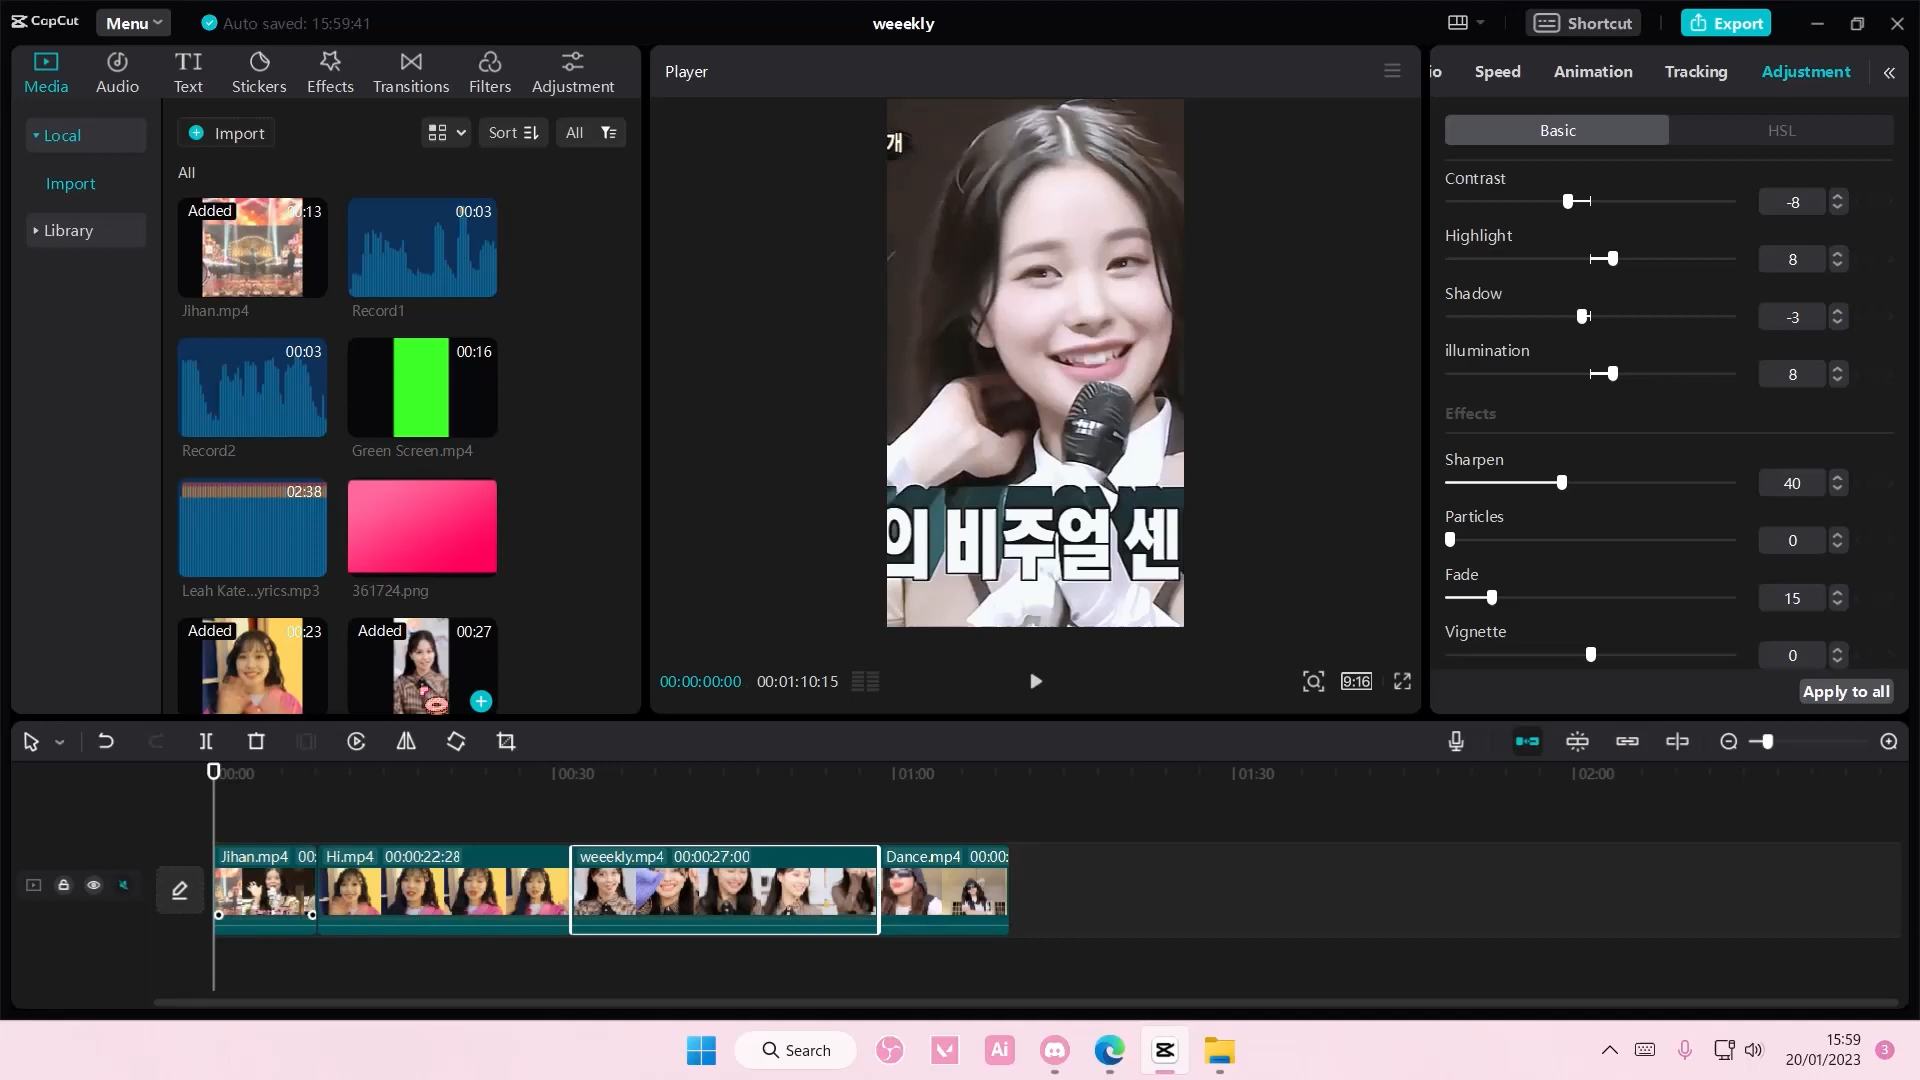 CapCut
Menu
Auto saved: 15:59:41
weeekly
Shortcut
Export
Media
Audio
TI
Text
Stickers
Effects
Transitions
Filters
Adjustment
Local
Import
Library
Import
Sort
All
All
Added
00:13
Jihan.mp4
00:03
Record1
00:03
Record2
00:16
Green Screen.mp4
02:38
Leah Kate...yrics.mp3
361724.png
Added
00:23
Added
00:27
Player
개
의 비주얼 센
00:00:00:00
00:01:10:15
9:16
io
Speed
Animation
Tracking
Adjustment
Basic
HSL
Contrast
-8
Highlight
8
Shadow
-3
illumination
8
Effects
Sharpen
40
Particles
0
Fade
15
Vignette
0
Apply to all
00:00
00:30
01:00
01:30
02:00
Jihan.mp4 00:
Hi.mp4 00:00:22:28
weeekly.mp4 00:00:27:00
Dance.mp4 00:00:
Search
Ai
15:59
20/01/2023
3